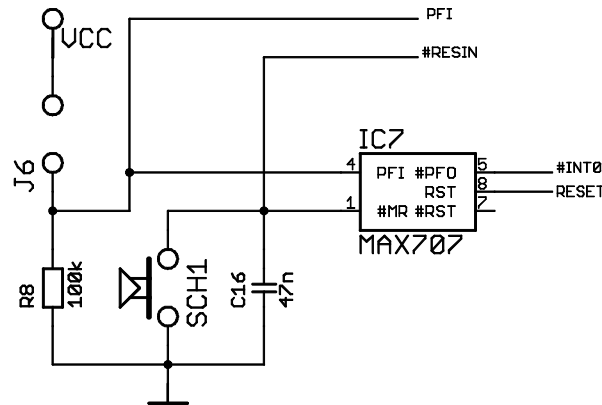 PFI
VCC
#RESIN
IC7
J6
4 PFI #PFO 5 #INT0
RST 8 RESET
1 #MR #RST 7
MAX707
R8
100k
SCH1
C16
47n